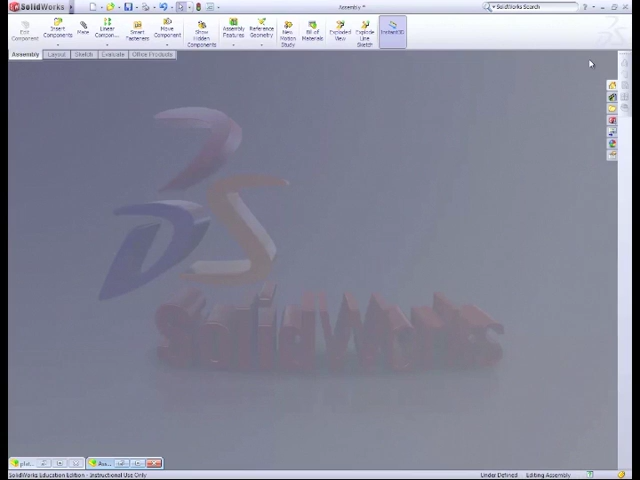 SolidWorks
Assembly *
SolidWorks Search
Edit Component
Insert Components
Mate
Linear Compon...
Smart Fasteners
Move Component
Show Hidden Components
Assembly Features
Reference Geometry
New Motion Study
Bill of Materials
Exploded View
Explode Line Sketch
Instant3D
Assembly Layout Sketch Evaluate Office Products
SolidWorks
Ass...
SolidWorks Education Edition - Instructional Use Only
Under Defined Editing Assembly